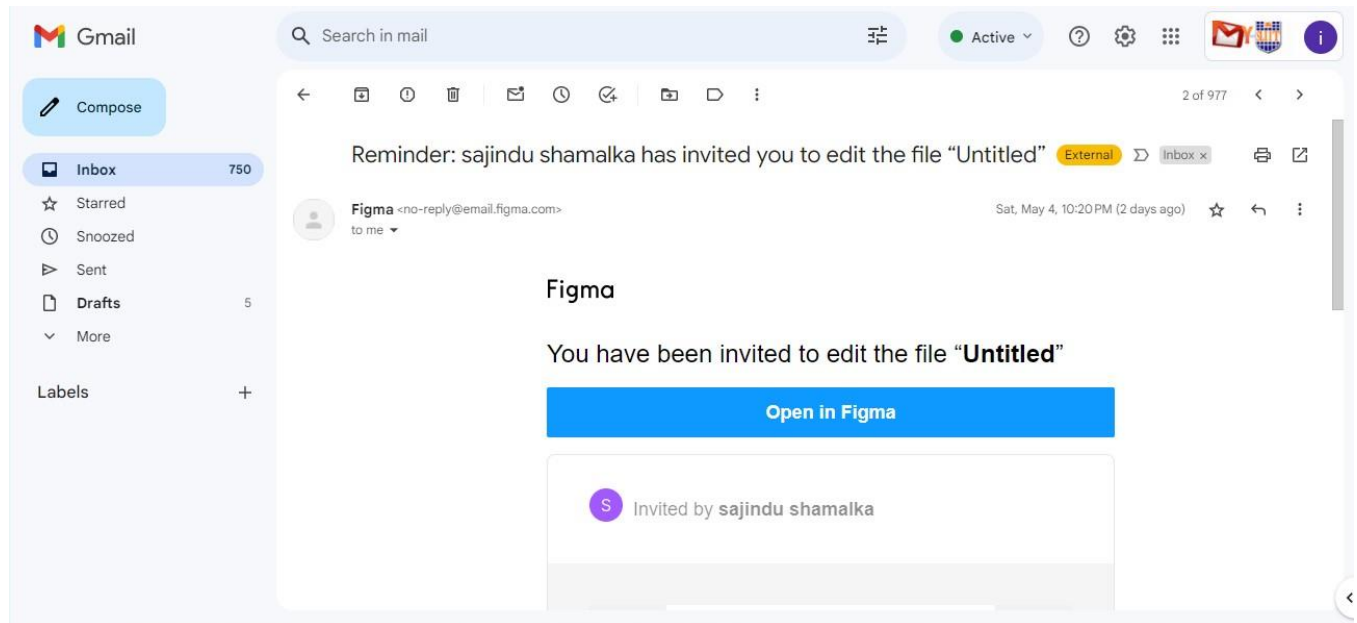 Gmail
Search in mail
Active
Y-SLIIT
i
Compose
2 of 977
Inbox 750
Starred
Snoozed
Sent
Drafts 5
More
Labels
Reminder: sajindu shamalka has invited you to edit the file “Untitled” External Inbox x
Figma <no-reply@email.figma.com> Sat, May 4, 10:20 PM (2 days ago)
to me
Figma
You have been invited to edit the file “Untitled”
Open in Figma
S Invited by sajindu shamalka